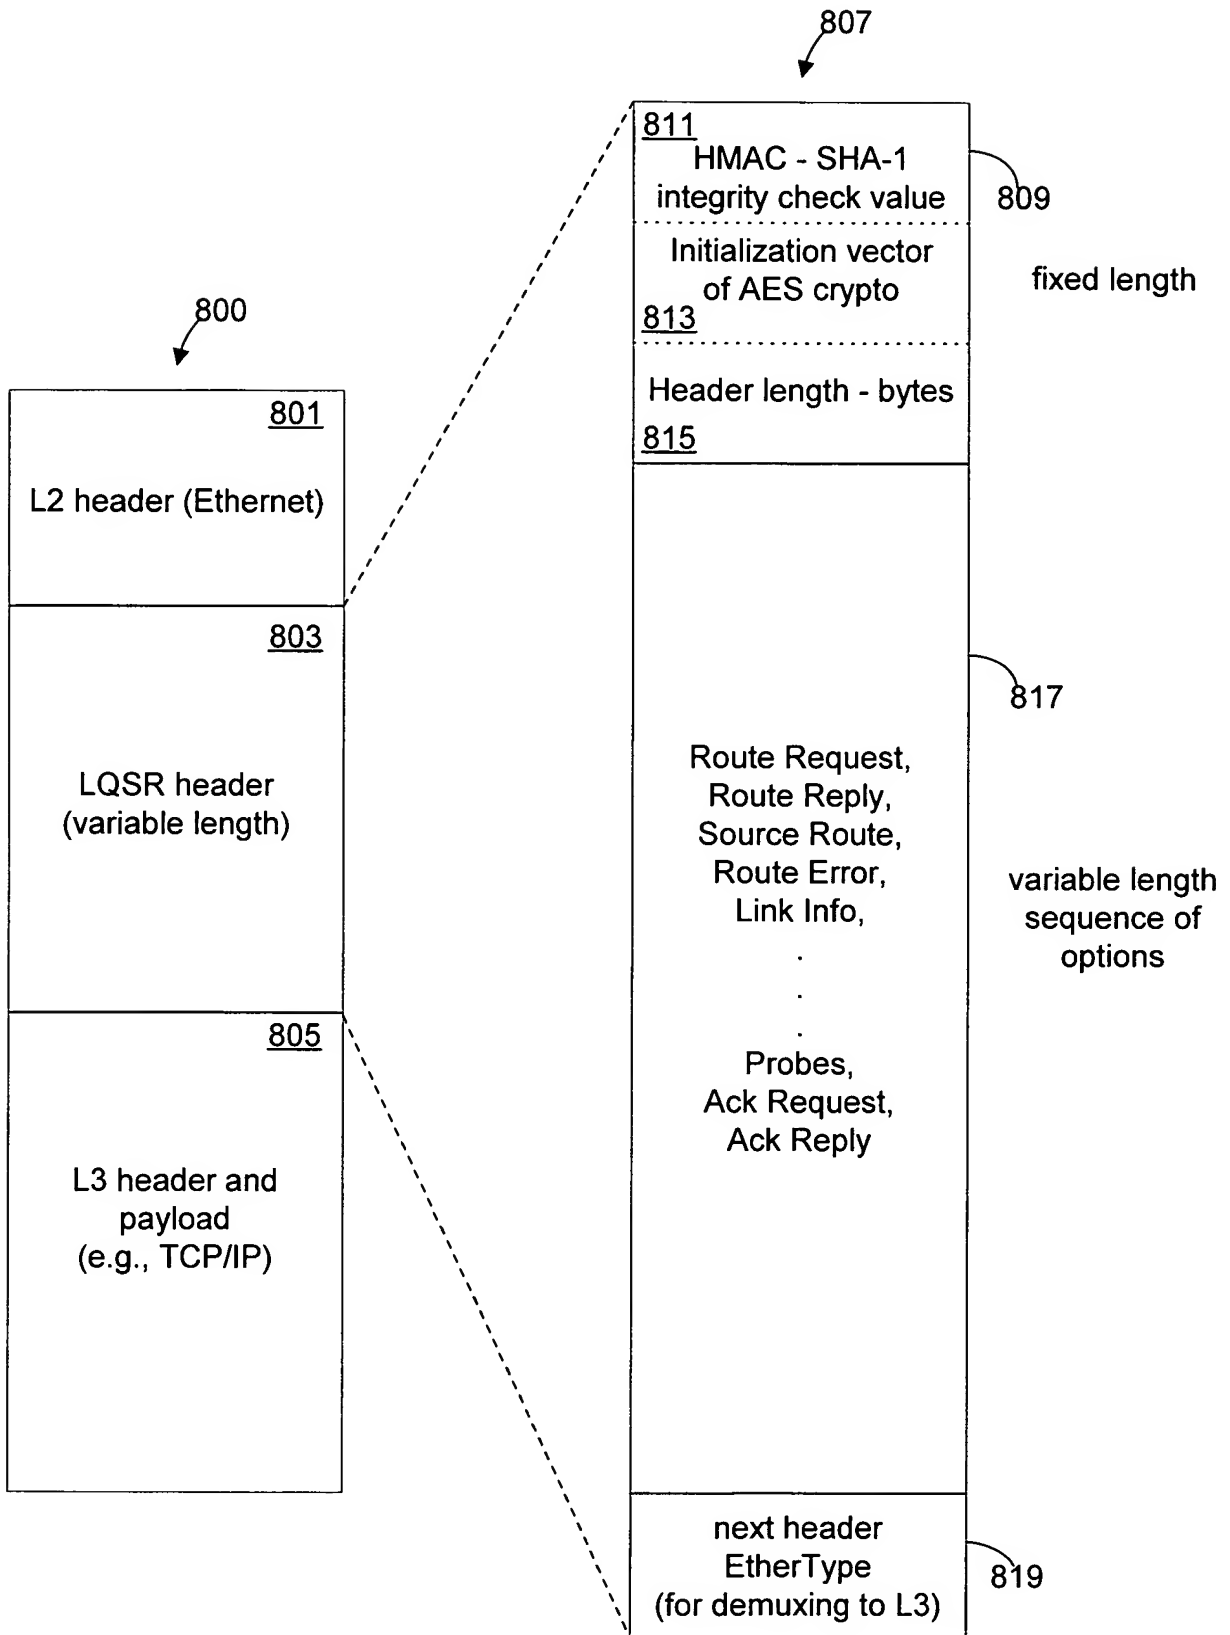 807
811
HMAC - SHA-1
integrity check value
809
Initialization vector
of AES crypto
813
fixed length
Header length - bytes
815
800
801
L2 header (Ethernet)
803
LQSR header
(variable length)
805
L3 header and
payload
(e.g., TCP/IP)
817
Route Request,
Route Reply,
Source Route,
Route Error,
Link Info,
.
.
.
Probes,
Ack Request,
Ack Reply
variable length
sequence of
options
next header
EtherType
(for demuxing to L3)
819